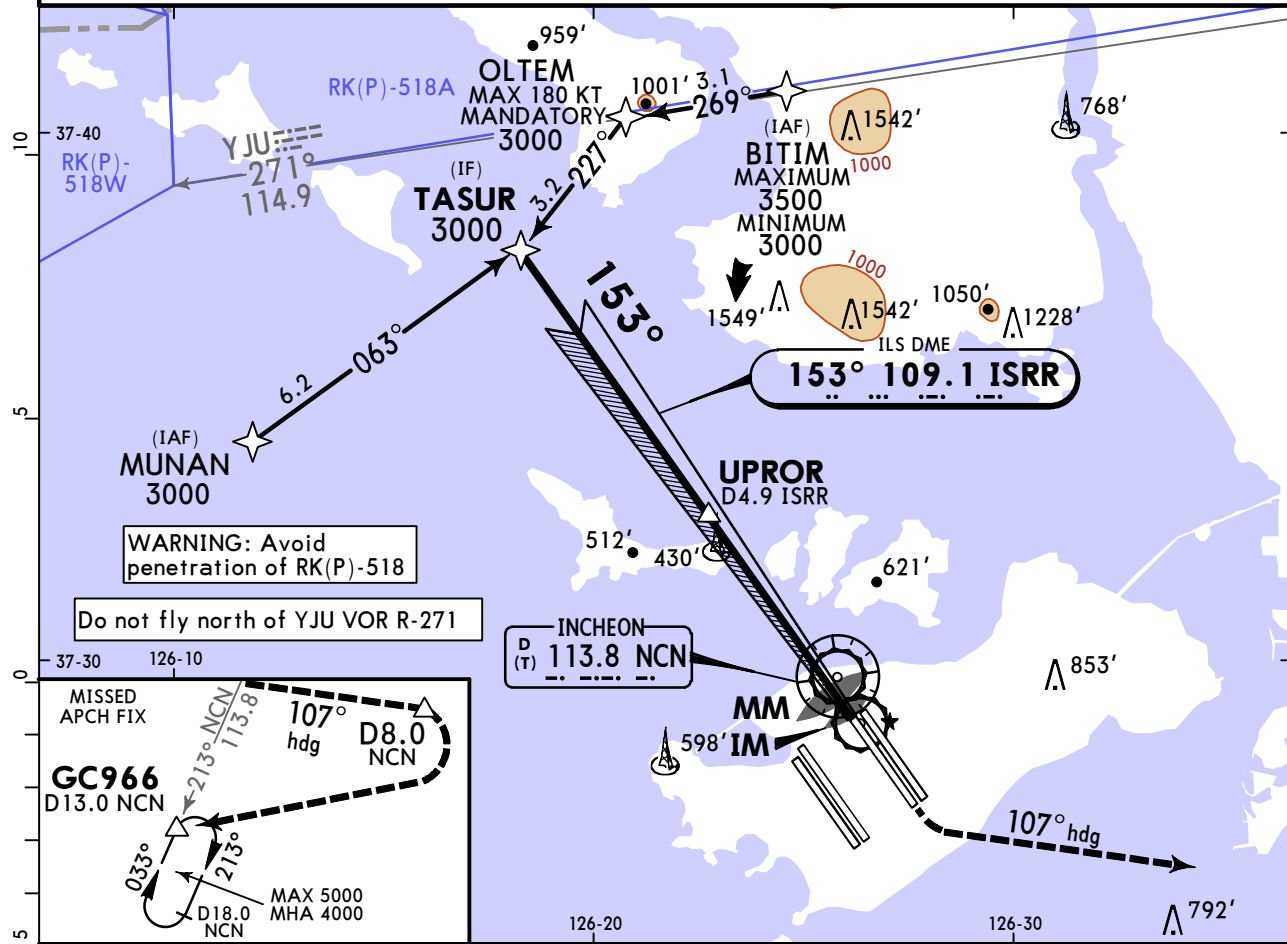 959’
OLTEM
MAX 180 KT
MANDATORY
3000
RK(P)-518A
1001’
3.1
269°
(IAF)
BITIM
MAXIMUM
3500
MINIMUM
3000
1542’
1000
768’
10
37-40
RK(P)-
518W
YJU
271°
114.9
(IF)
TASUR
3000
3.2
227°
153°
1549’
1000
1542’
1050’
1228’
ILS DME
153° 109.1 ISRR
063°
6.2
5
(IAF)
MUNAN
3000
UPROR
D4.9 ISRR
WARNING: Avoid
penetration of RK(P)-518
512’
430’
621’
Do not fly north of YJU VOR R-271
INCHEON
D
(T)
113.8 NCN
0
37-30
126-10
853’
MM
IM
598’
MISSED
APCH FIX
213° NCN
113.8
107°
hdg
D8.0
NCN
GC966
D13.0 NCN
033°
213°
MAX 5000
MHA 4000
D18.0
NCN
107° hdg
5
126-20
126-30
792’